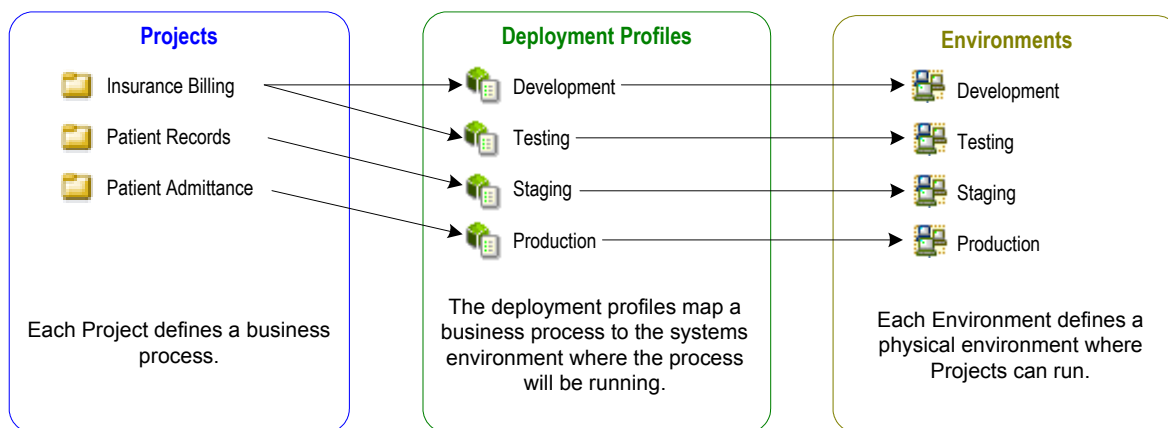 Projects
Insurance Billing
Patient Records
Patient Admittance
Each Project defines a business
process.
Deployment Profiles
Development
Testing
Staging
Production
The deployment profiles map a
business process to the systems
environment where the process
will be running.
Environments
Development
Testing
Staging
Production
Each Environment defines a
physical environment where
Projects can run.